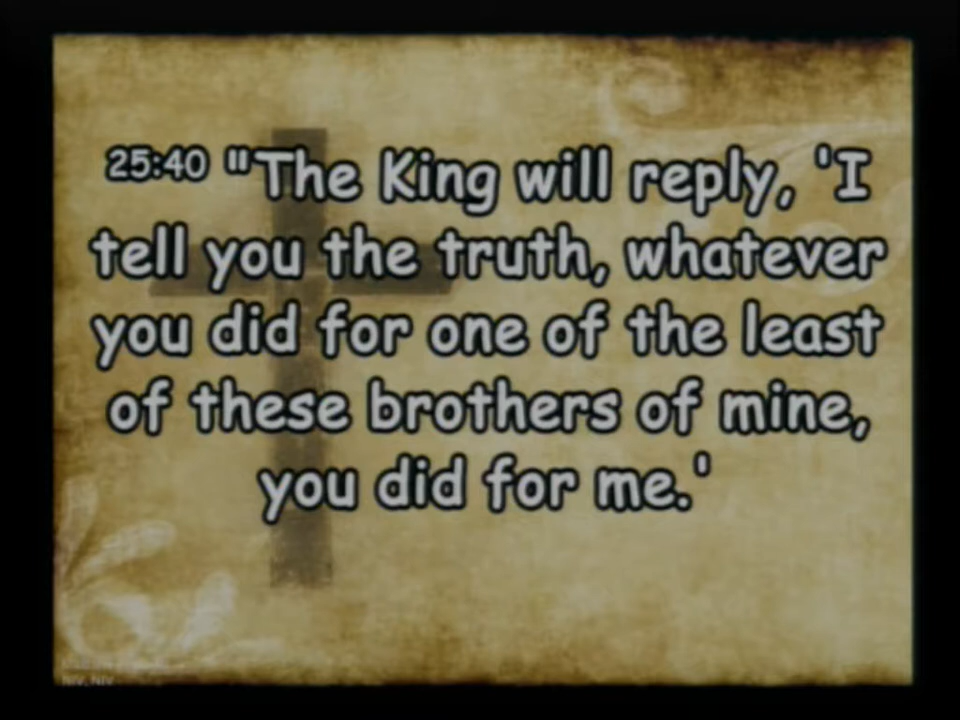 25:40 "The King will reply, 'I
tell you the truth, whatever
you did for one of the least
of these brothers of mine,
you did for me.'
NIV, NIV